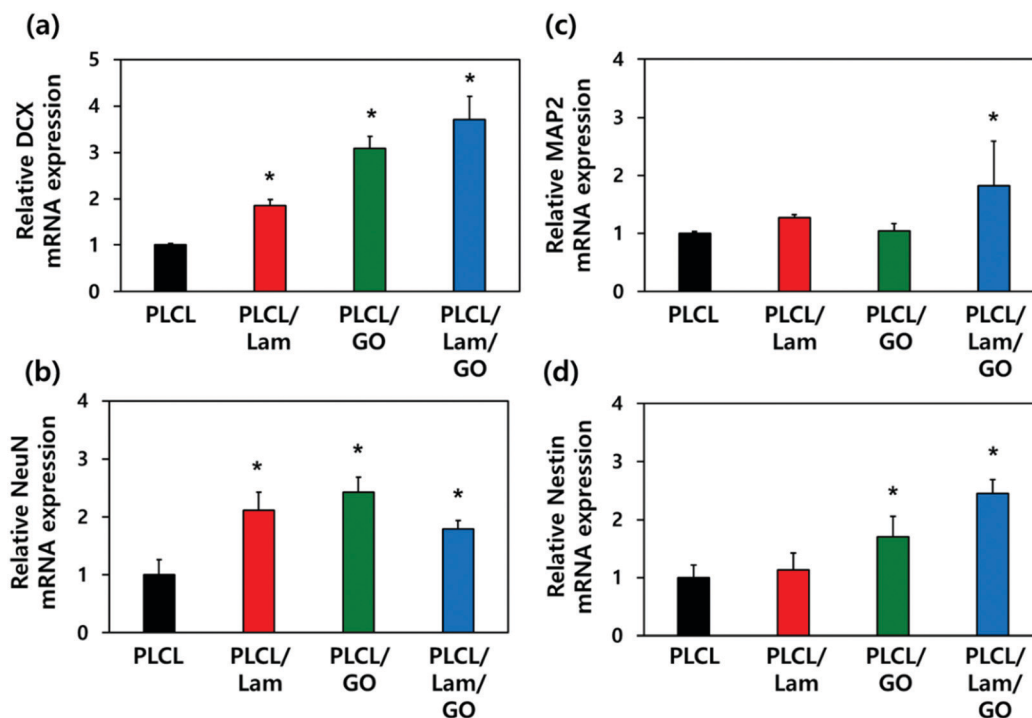 (a)
Relative DCX
mRNA expression
5
4
3
2
1
0
*
*
*
PLCL
PLCL/
Lam
PLCL/
GO
PLCL/
Lam/
GO
(c)
Relative MAP2
mRNA expression
4
3
2
1
0
*
PLCL
PLCL/
Lam
PLCL/
GO
PLCL/
Lam/
GO
(b)
Relative NeuN
mRNA expression
4
3
2
1
0
*
*
*
PLCL
PLCL/
Lam
PLCL/
GO
PLCL/
Lam/
GO
(d)
Relative Nestin
mRNA expression
4
3
2
1
0
*
*
PLCL
PLCL/
Lam
PLCL/
GO
PLCL/
Lam/
GO